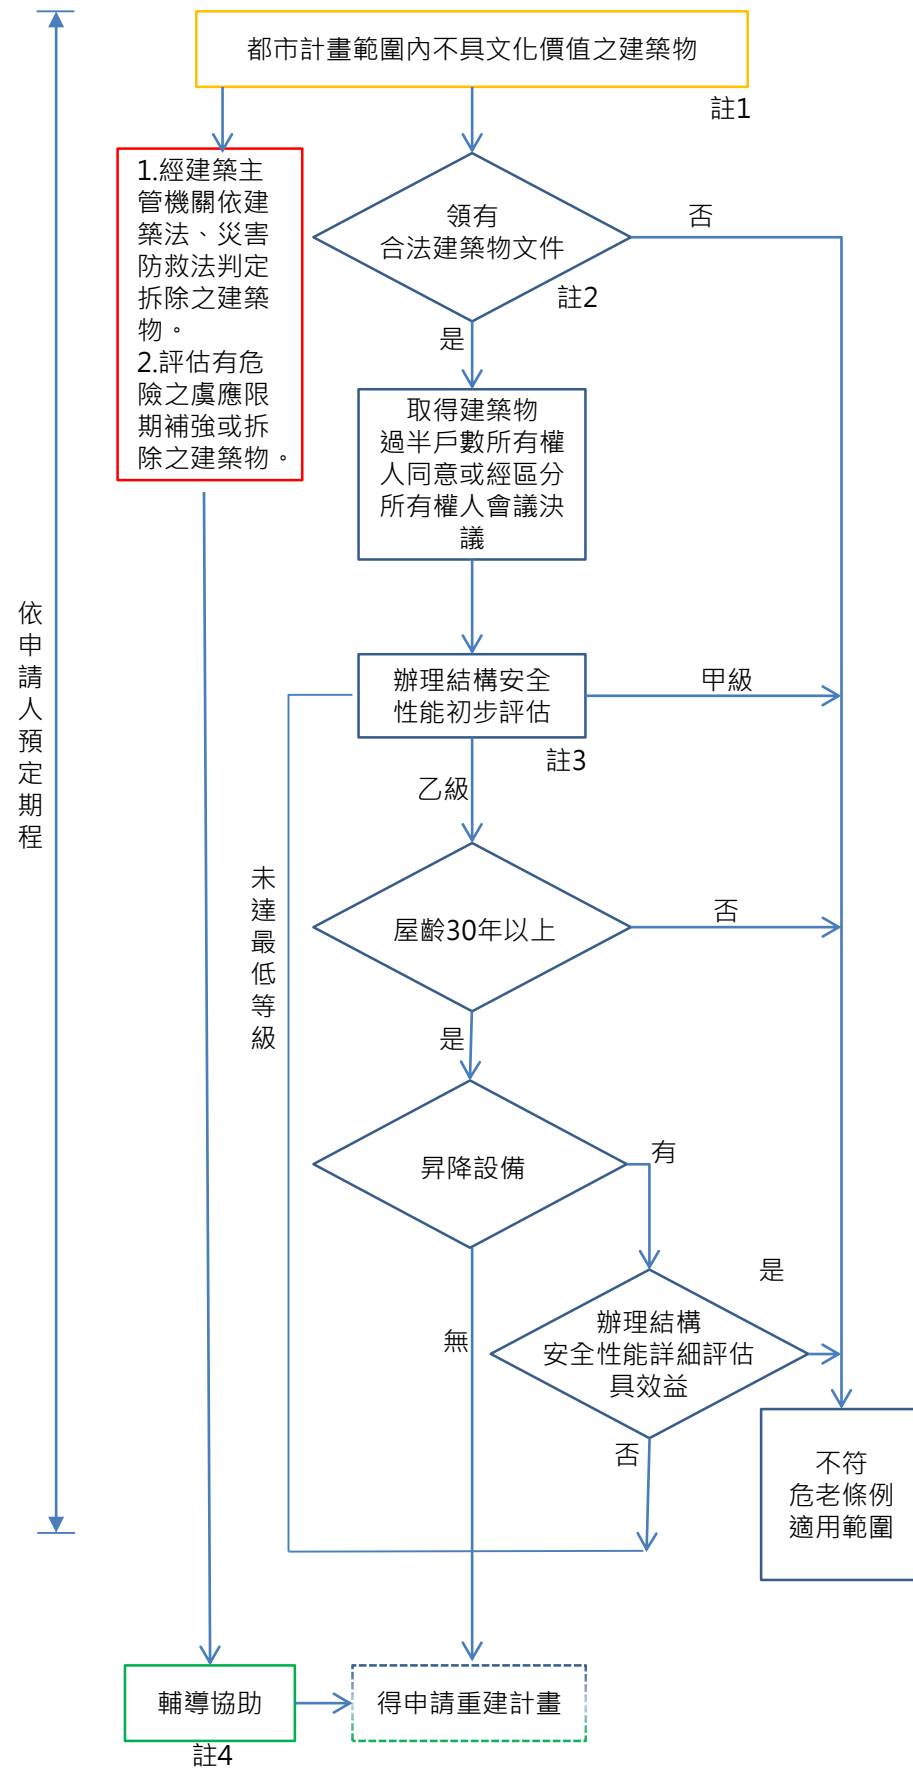 都市計畫範圍內不具文化價值之建築物
註1
1.經建築主
管機關依建
築法、災害
防救法判定
拆除之建築
物。
2.評估有危
險之虞應限
期補強或拆
除之建築物。
領有
合法建築物文件
否
註2
是
取得建築物
過半戶數所有權
人同意或經區分
所有權人會議決
議
依申請人預定期程
辦理結構安全
性能初步評估
甲級
註3
乙級
未達最低等級
屋齡30年以上
否
是
昇降設備
有
是
辦理結構
安全性能詳細評估
具效益
無
否
不符
危老條例
適用範圍
輔導協助
得申請重建計畫
註4